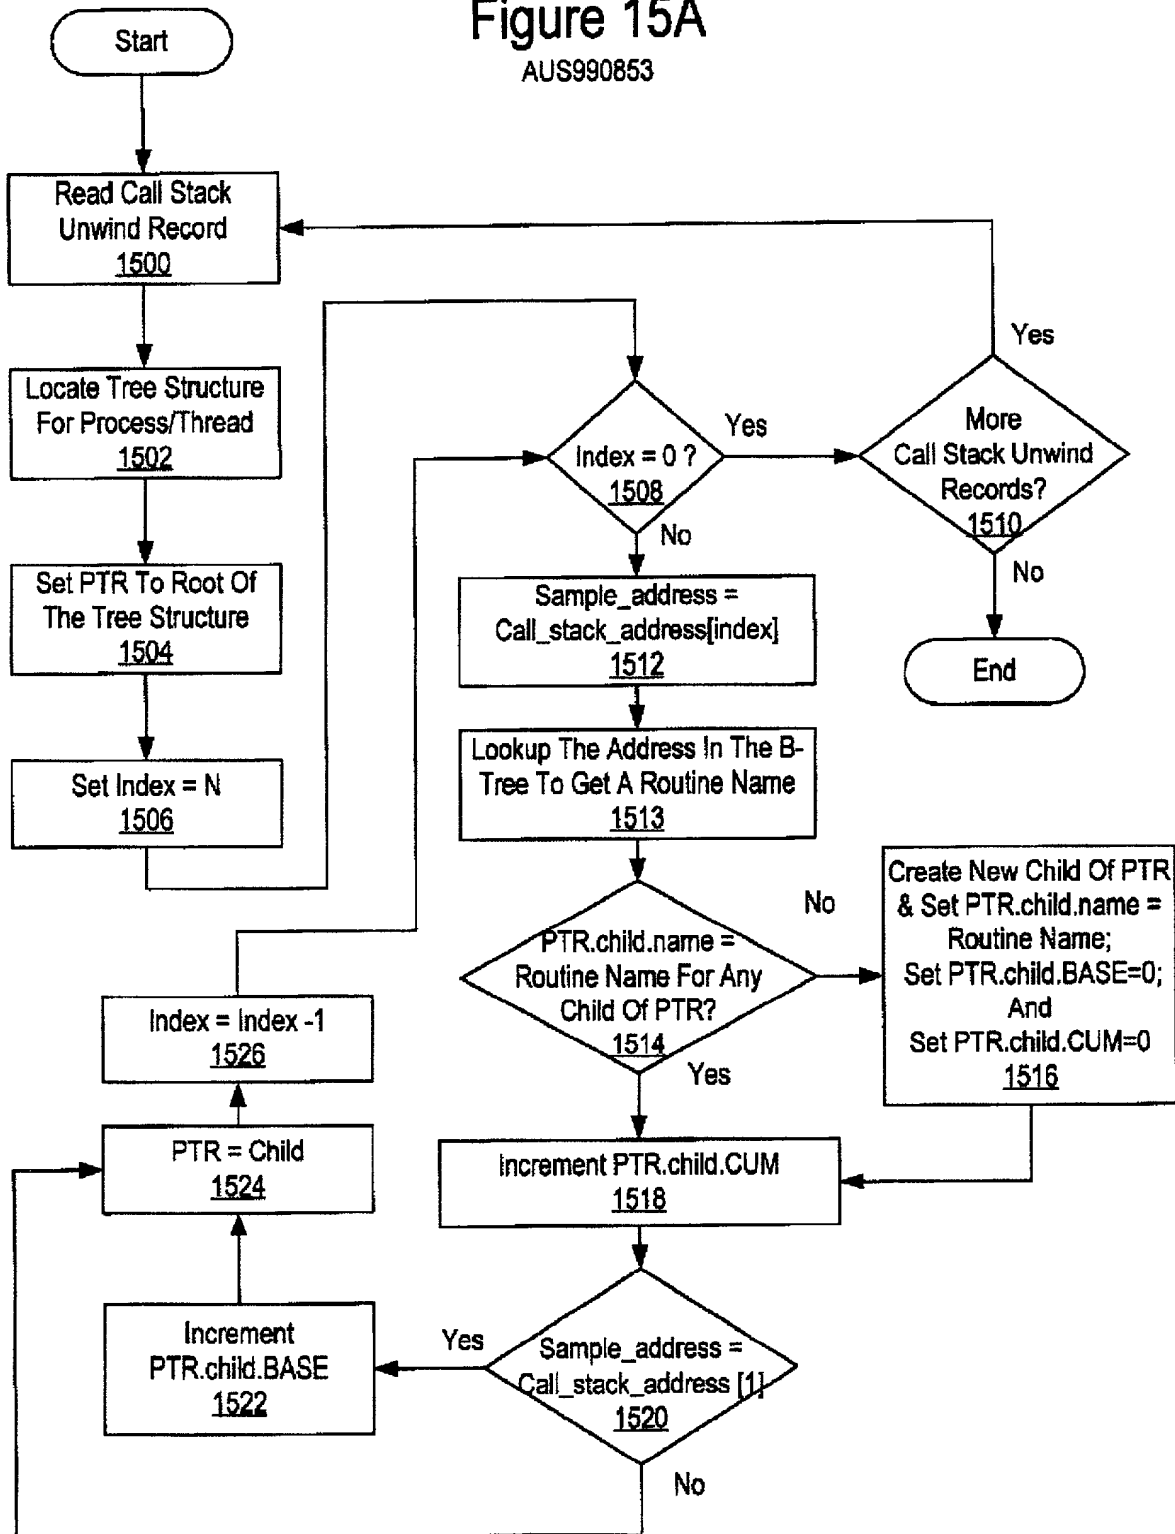 Figure 15A
AUS990853
Start
Read Call Stack
Unwind Record
1500
Locate Tree Structure
For Process/Thread
1502
Set PTR To Root Of
The Tree Structure
1504
Set Index = N
1506
Index = 0 ?
1508
Yes
No
More
Call Stack Unwind
Records?
1510
Yes
No
End
Sample_address =
Call_stack_address[index]
1512
Lookup The Address In The B-
Tree To Get A Routine Name
1513
PTR.child.name =
Routine Name For Any
Child Of PTR?
1514
No
Yes
Create New Child Of PTR
& Set PTR.child.name =
Routine Name;
Set PTR.child.BASE=0;
And
Set PTR.child.CUM=0
1516
Increment PTR.child.CUM
1518
Sample_address =
Call_stack_address [1]
1520
Yes
No
Increment
PTR.child.BASE
1522
PTR = Child
1524
Index = Index -1
1526